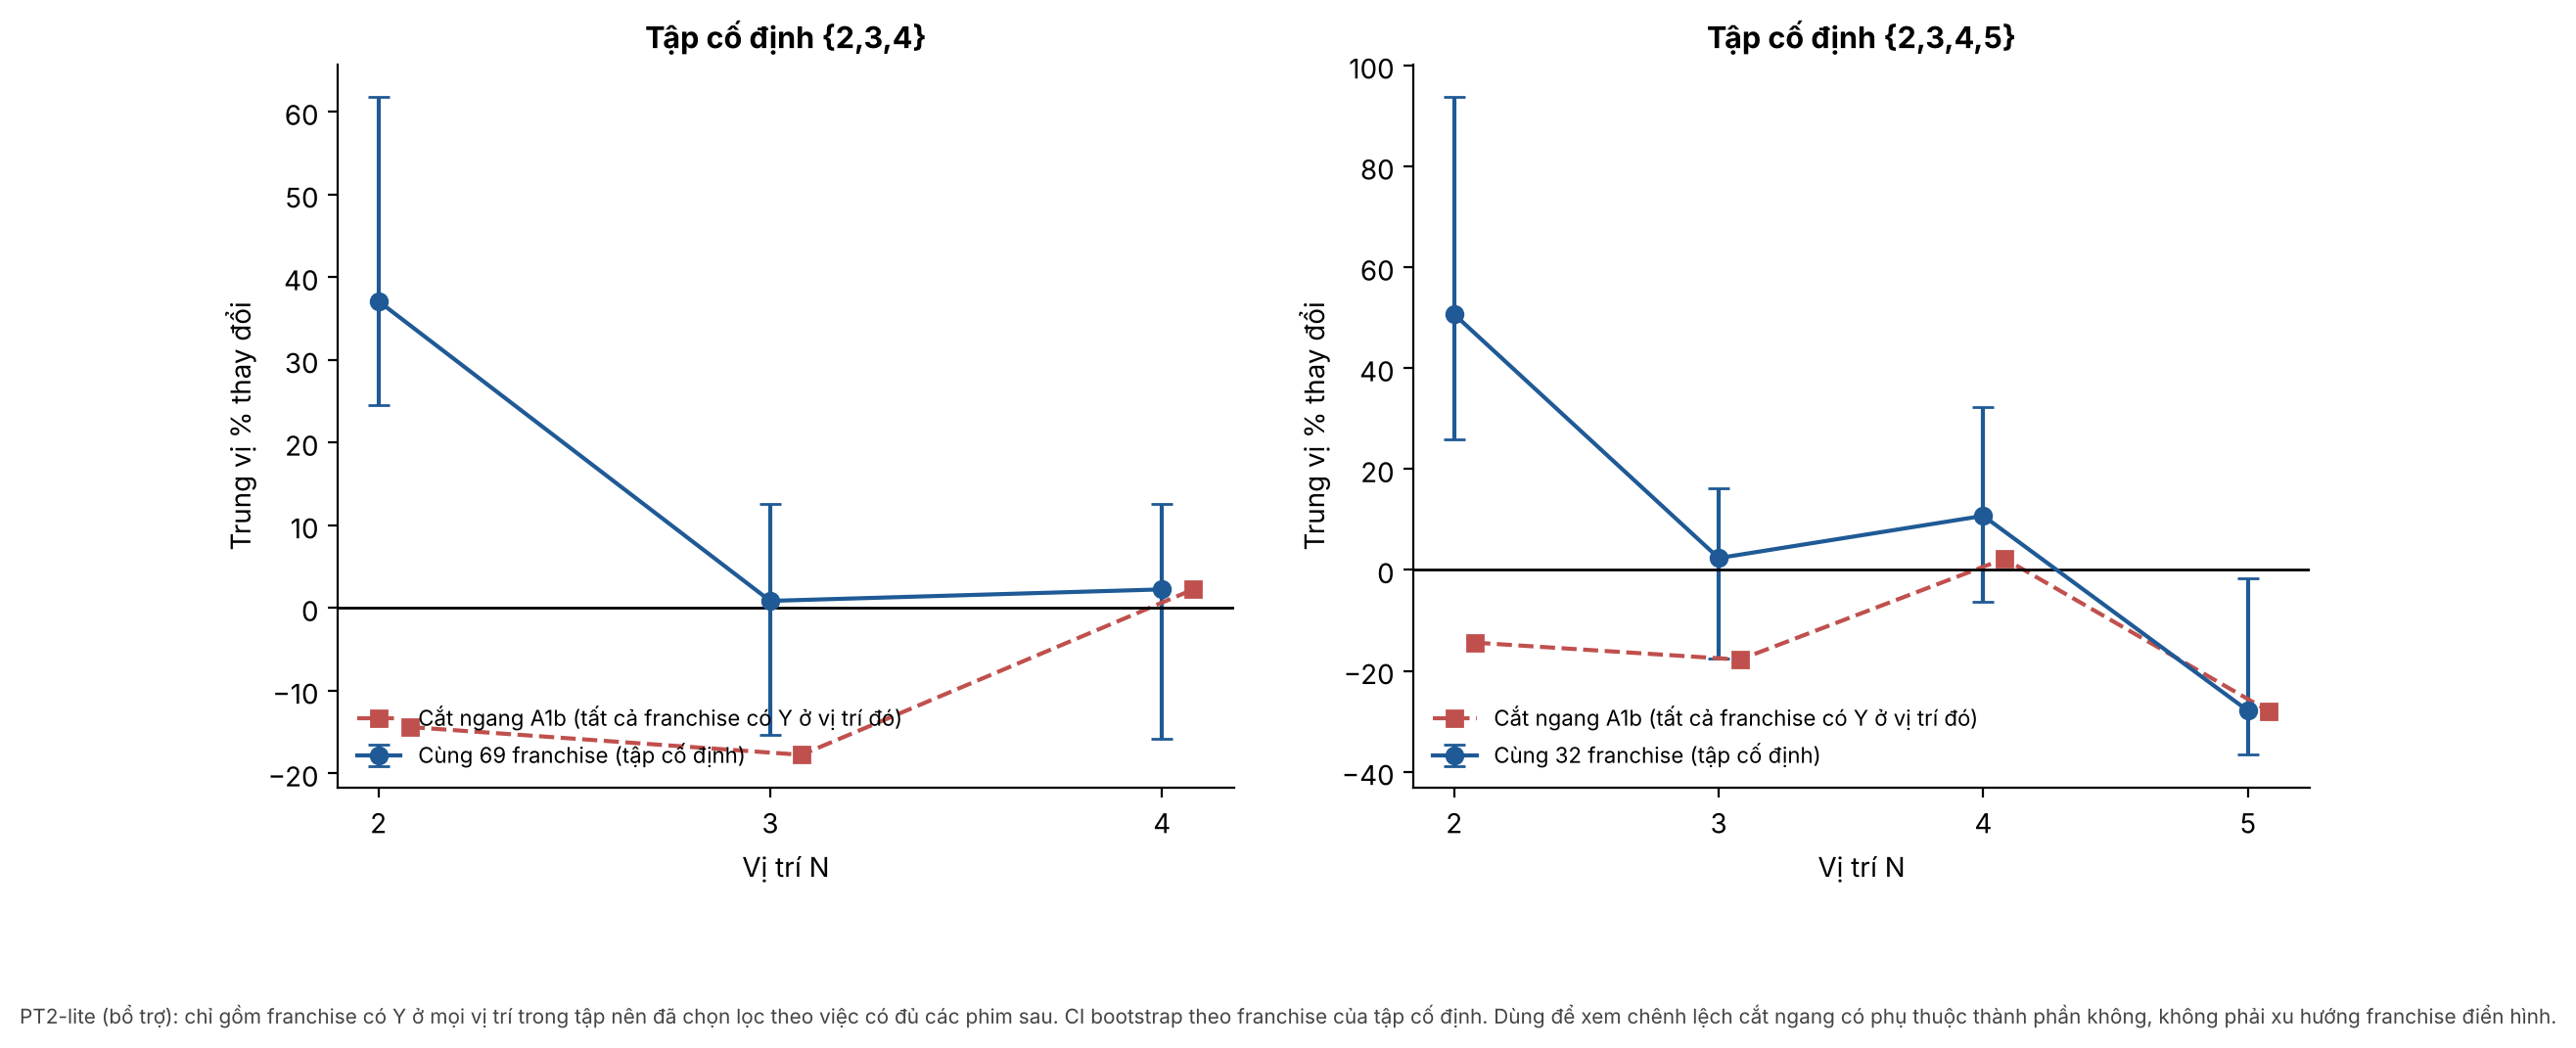 Tập cố định {2,3,4}
60
50
40
30
20
10
0
−10
−20
Trung vị % thay đổi
Cắt ngang A1b (tất cả franchise có Y ở vị trí đó)
Cùng 69 franchise (tập cố định)
2
3
4
Vị trí N
Tập cố định {2,3,4,5}
100
80
60
40
20
0
−20
−40
Trung vị % thay đổi
Cắt ngang A1b (tất cả franchise có Y ở vị trí đó)
Cùng 32 franchise (tập cố định)
2
3
4
5
Vị trí N
PT2-lite (bổ trợ): chỉ gồm franchise có Y ở mọi vị trí trong tập nên đã chọn lọc theo việc có đủ các phim sau. CI bootstrap theo franchise của tập cố định. Dùng để xem chênh lệch cắt ngang có phụ thuộc thành phần không, không phải xu hướng franchise điển hình.